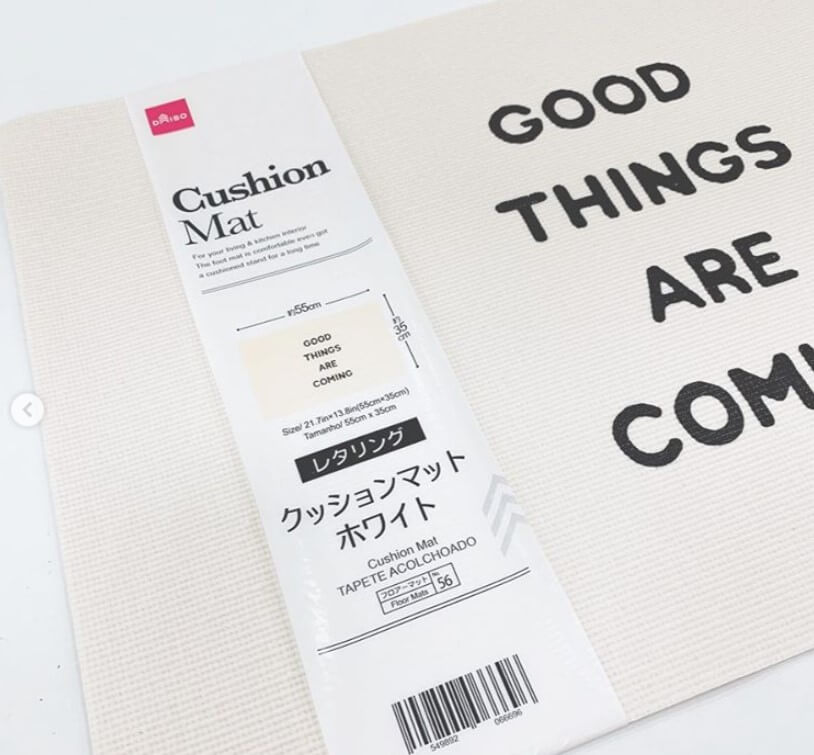 DAISO
Cushion
Mat
For your living & kitchen interior
The foot mat is comfortable even got
a cushioned stand for a long time
約55cm
約35cm
GOOD
THINGS
ARE
COMING
Size/ 21.7in×13.8in(55cm×35cm)
Tamanho/ 55cm x 35cm
レタリング
クッションマット
ホワイト
Cushion Mat
TAPETE ACOLCHOADO
フロアーマット
Floor Mats
No. 56
549892 066696
GOOD
THINGS
ARE
COMI